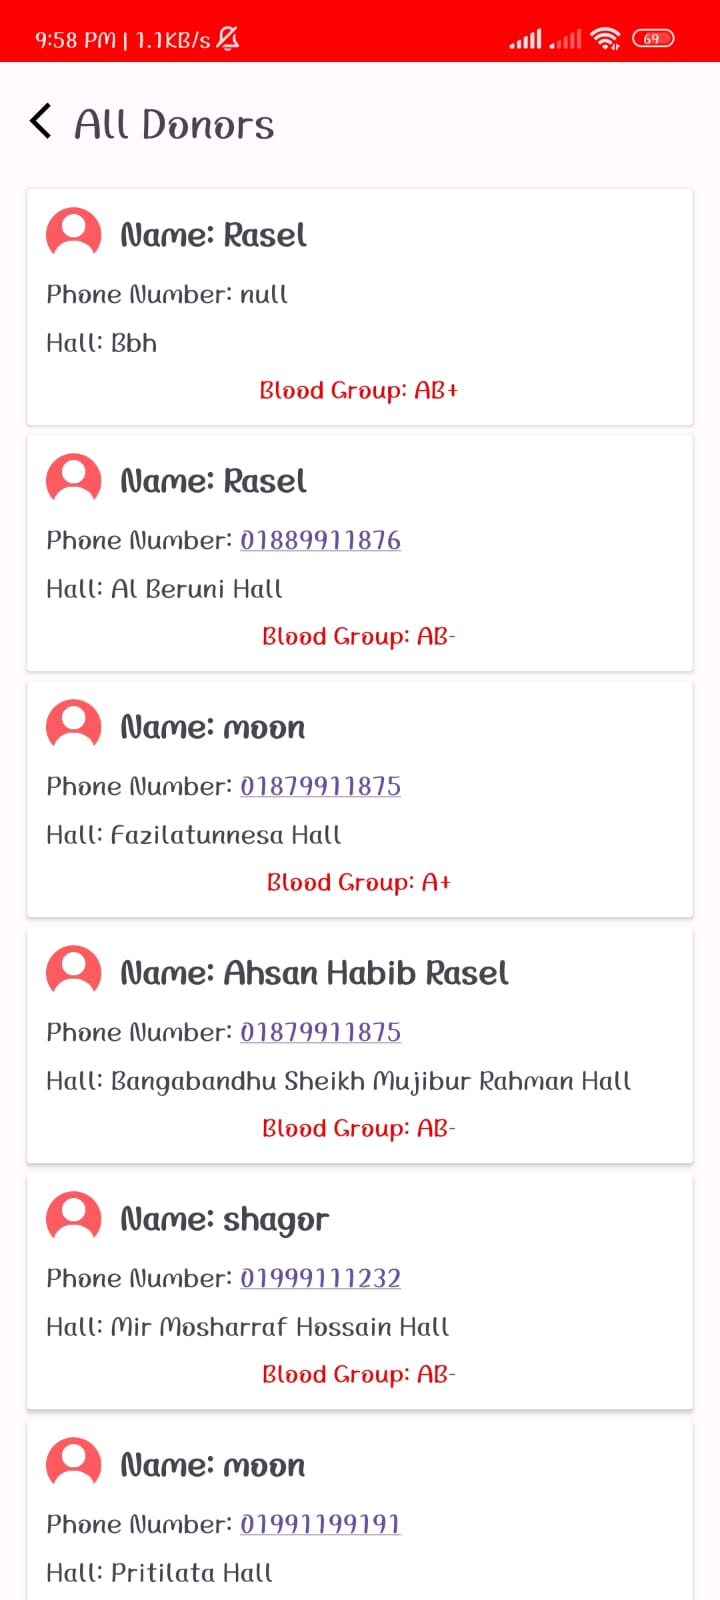 9:58 PM | 1.1KB/s
69
All Donors
Name: Rasel
Phone Number: null
Hall: Bbh
Blood Group: AB+
Name: Rasel
Phone Number: 01889911876
Hall: Al Beruni Hall
Blood Group: AB-
Name: moon
Phone Number: 01879911875
Hall: Fazilatunnesa Hall
Blood Group: A+
Name: Ahsan Habib Rasel
Phone Number: 01879911875
Hall: Bangabandhu Sheikh Mujibur Rahman Hall
Blood Group: AB-
Name: shagor
Phone Number: 01999111232
Hall: Mir Mosharraf Hossain Hall
Blood Group: AB-
Name: moon
Phone Number: 01991199191
Hall: Pritilata Hall